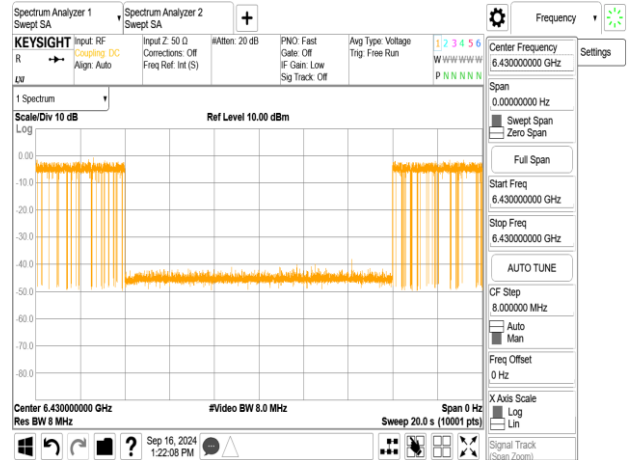 Spectrum Analyzer 1
Swept SA
Spectrum Analyzer 2
Swept SA
+
Frequency
KEYSIGHT
R
LXI
Input: RF
Coupling: DC
Align: Auto
Input Z: 50 Ω
Corrections: Off
Freq Ref: Int (S)
#Atten: 20 dB
PNO: Fast
Gate: Off
IF Gain: Low
Sig Track: Off
Avg Type: Voltage
Trig: Free Run
1 2 3 4 5 6
W W W W W W
P N N N N N
Center Frequency
6.430000000 GHz
Settings
Span
0.00000000 Hz
Swept Span
Zero Span
Full Span
Start Freq
6.430000000 GHz
Stop Freq
6.430000000 GHz
AUTO TUNE
CF Step
8.000000 MHz
Auto
Man
Freq Offset
0 Hz
X Axis Scale
Log
Lin
Signal Track
(Span Zoom)
1 Spectrum
Scale/Div 10 dB
Ref Level 10.00 dBm
Log
0.00
-10.0
-20.0
-30.0
-40.0
-50.0
-60.0
-70.0
-80.0
Center 6.430000000 GHz
#Video BW 8.0 MHz
Span 0 Hz
Res BW 8 MHz
Sweep 20.0 s (10001 pts)
?
Sep 16, 2024
1:22:08 PM